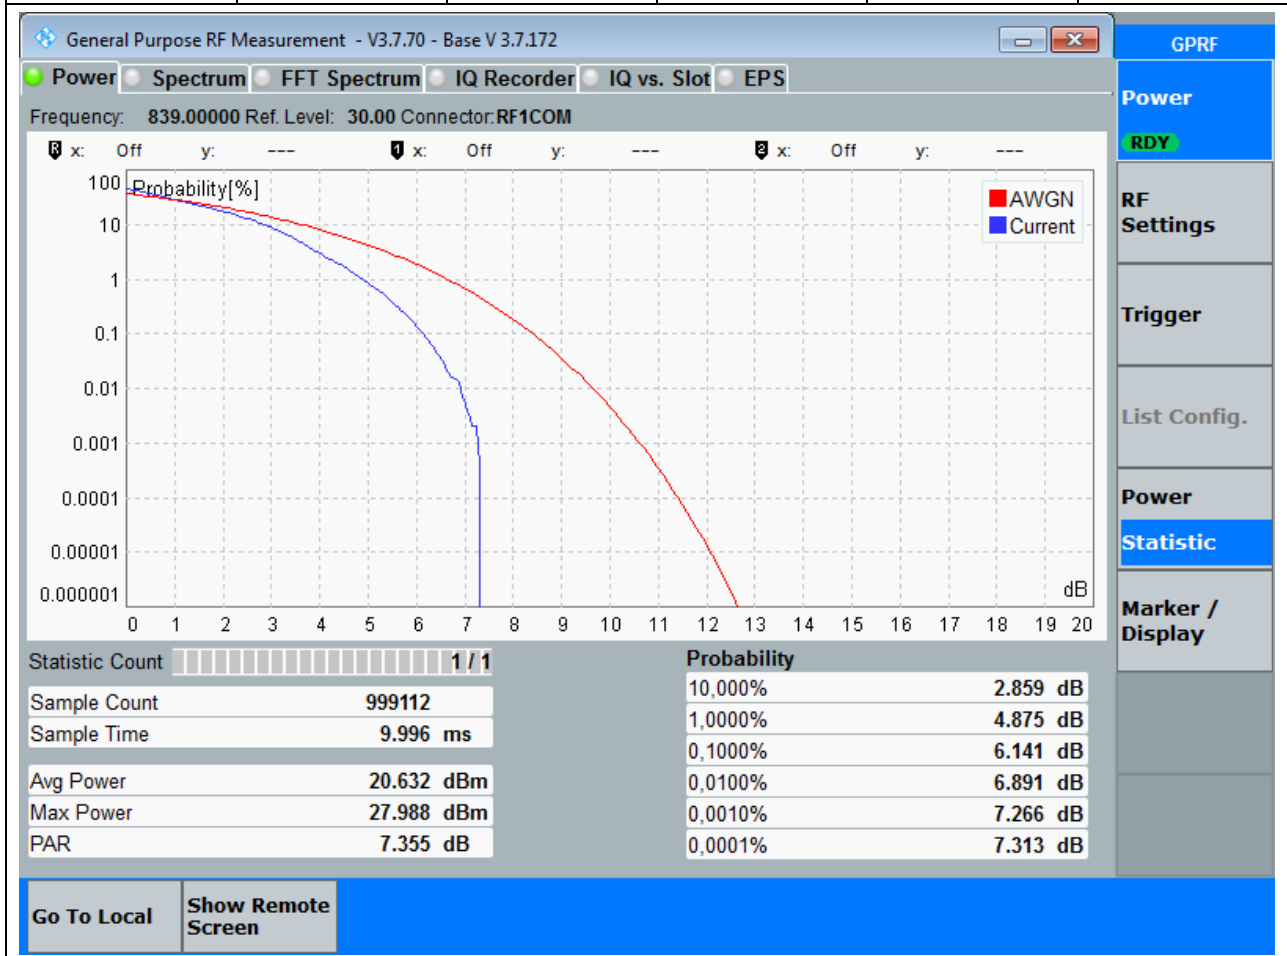 General Purpose RF Measurement - V3.7.70 - Base V 3.7.172
GPRF
Power Spectrum FFT Spectrum IQ Recorder IQ vs. Slot EPS
Frequency: 839.00000 Ref. Level: 30.00 Connector: RF1COM
R x: Off y: --- 1 x: Off y: --- 2 x: Off y: ---
Probability[%]
AWGN
Current
100
10
1
0.1
0.01
0.001
0.0001
0.00001
0.000001
dB
0 1 2 3 4 5 6 7 8 9 10 11 12 13 14 15 16 17 18 19 20
Statistic Count 1 / 1
Sample Count 999112
Sample Time 9.996 ms
Avg Power 20.632 dBm
Max Power 27.988 dBm
PAR 7.355 dB
Probability
10,000% 2.859 dB
1,0000% 4.875 dB
0,1000% 6.141 dB
0,0100% 6.891 dB
0,0010% 7.266 dB
0,0001% 7.313 dB
Power
RDY
RF
Settings
Trigger
List Config.
Power
Statistic
Marker /
Display
Go To Local
Show Remote
Screen